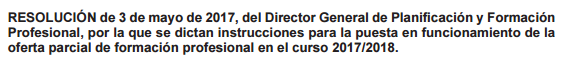 RESOLUCIÓN de 3 de mayo de 2017, del Director General de Planificación y Formación
Profesional, por la que se dictan instrucciones para la puesta en funcionamiento de la
oferta parcial de formación profesional en el curso 2017/2018.